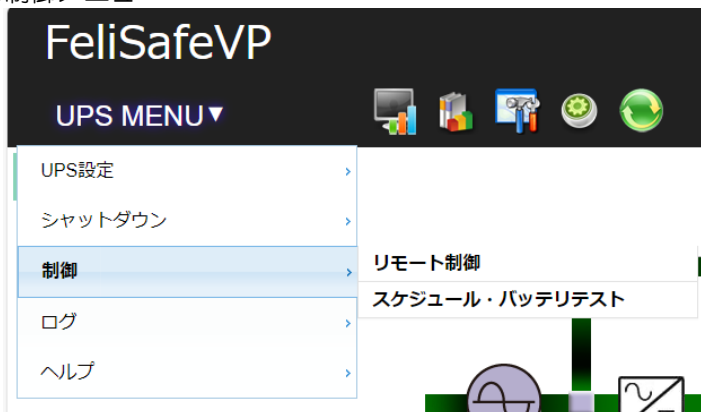 FeliSafeVP
UPS MENU▼
UPS設定
シャットダウン
制御
リモート制御
スケジュール・バッテリテスト
ログ
ヘルプ